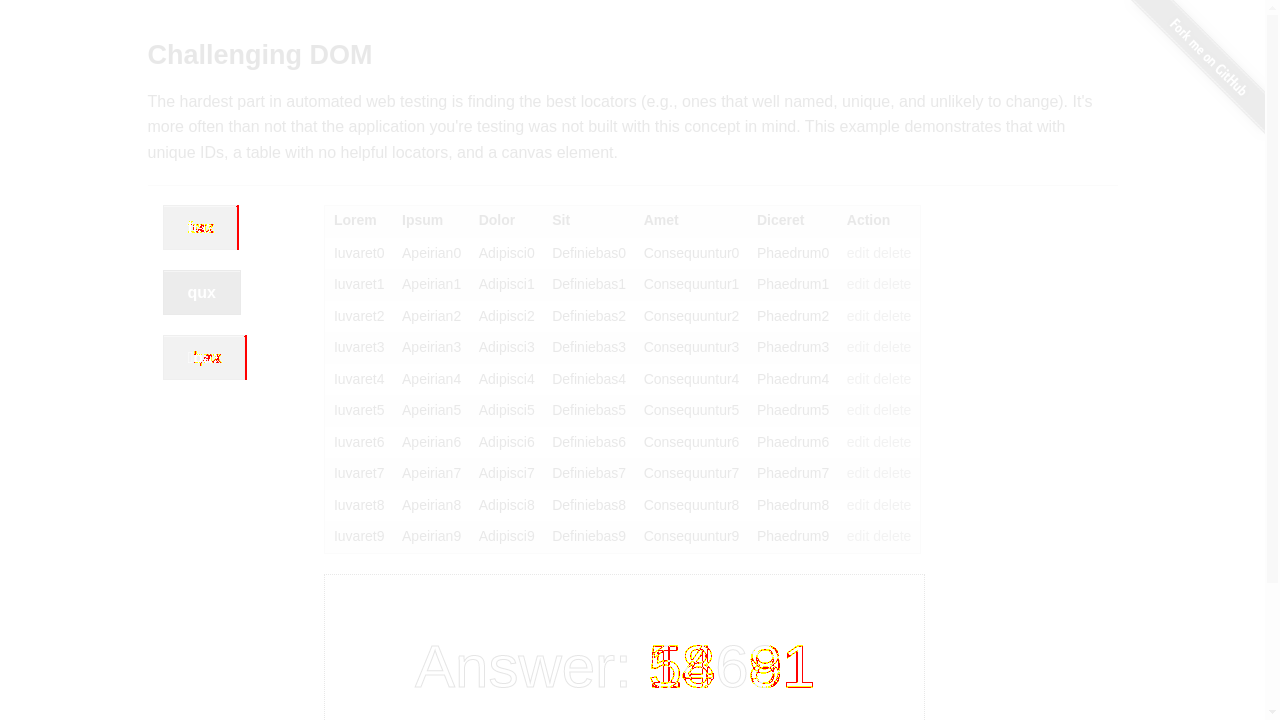 Fork me on GitHub
Challenging DOM
The hardest part in automated web testing is finding the best locators (e.g., ones that well named, unique, and unlikely to change). It's
more often than not that the application you're testing was not built with this concept in mind. This example demonstrates that with
unique IDs, a table with no helpful locators, and a canvas element.
qux
Lorem Ipsum Dolor Sit Amet Diceret Action
Iuvaret0 Apeirian0 Adipisci0 Definiebas0 Consequuntur0 Phaedrum0 edit delete
Iuvaret1 Apeirian1 Adipisci1 Definiebas1 Consequuntur1 Phaedrum1 edit delete
Iuvaret2 Apeirian2 Adipisci2 Definiebas2 Consequuntur2 Phaedrum2 edit delete
Iuvaret3 Apeirian3 Adipisci3 Definiebas3 Consequuntur3 Phaedrum3 edit delete
Iuvaret4 Apeirian4 Adipisci4 Definiebas4 Consequuntur4 Phaedrum4 edit delete
Iuvaret5 Apeirian5 Adipisci5 Definiebas5 Consequuntur5 Phaedrum5 edit delete
Iuvaret6 Apeirian6 Adipisci6 Definiebas6 Consequuntur6 Phaedrum6 edit delete
Iuvaret7 Apeirian7 Adipisci7 Definiebas7 Consequuntur7 Phaedrum7 edit delete
Iuvaret8 Apeirian8 Adipisci8 Definiebas8 Consequuntur8 Phaedrum8 edit delete
Iuvaret9 Apeirian9 Adipisci9 Definiebas9 Consequuntur9 Phaedrum9 edit delete
Answer: